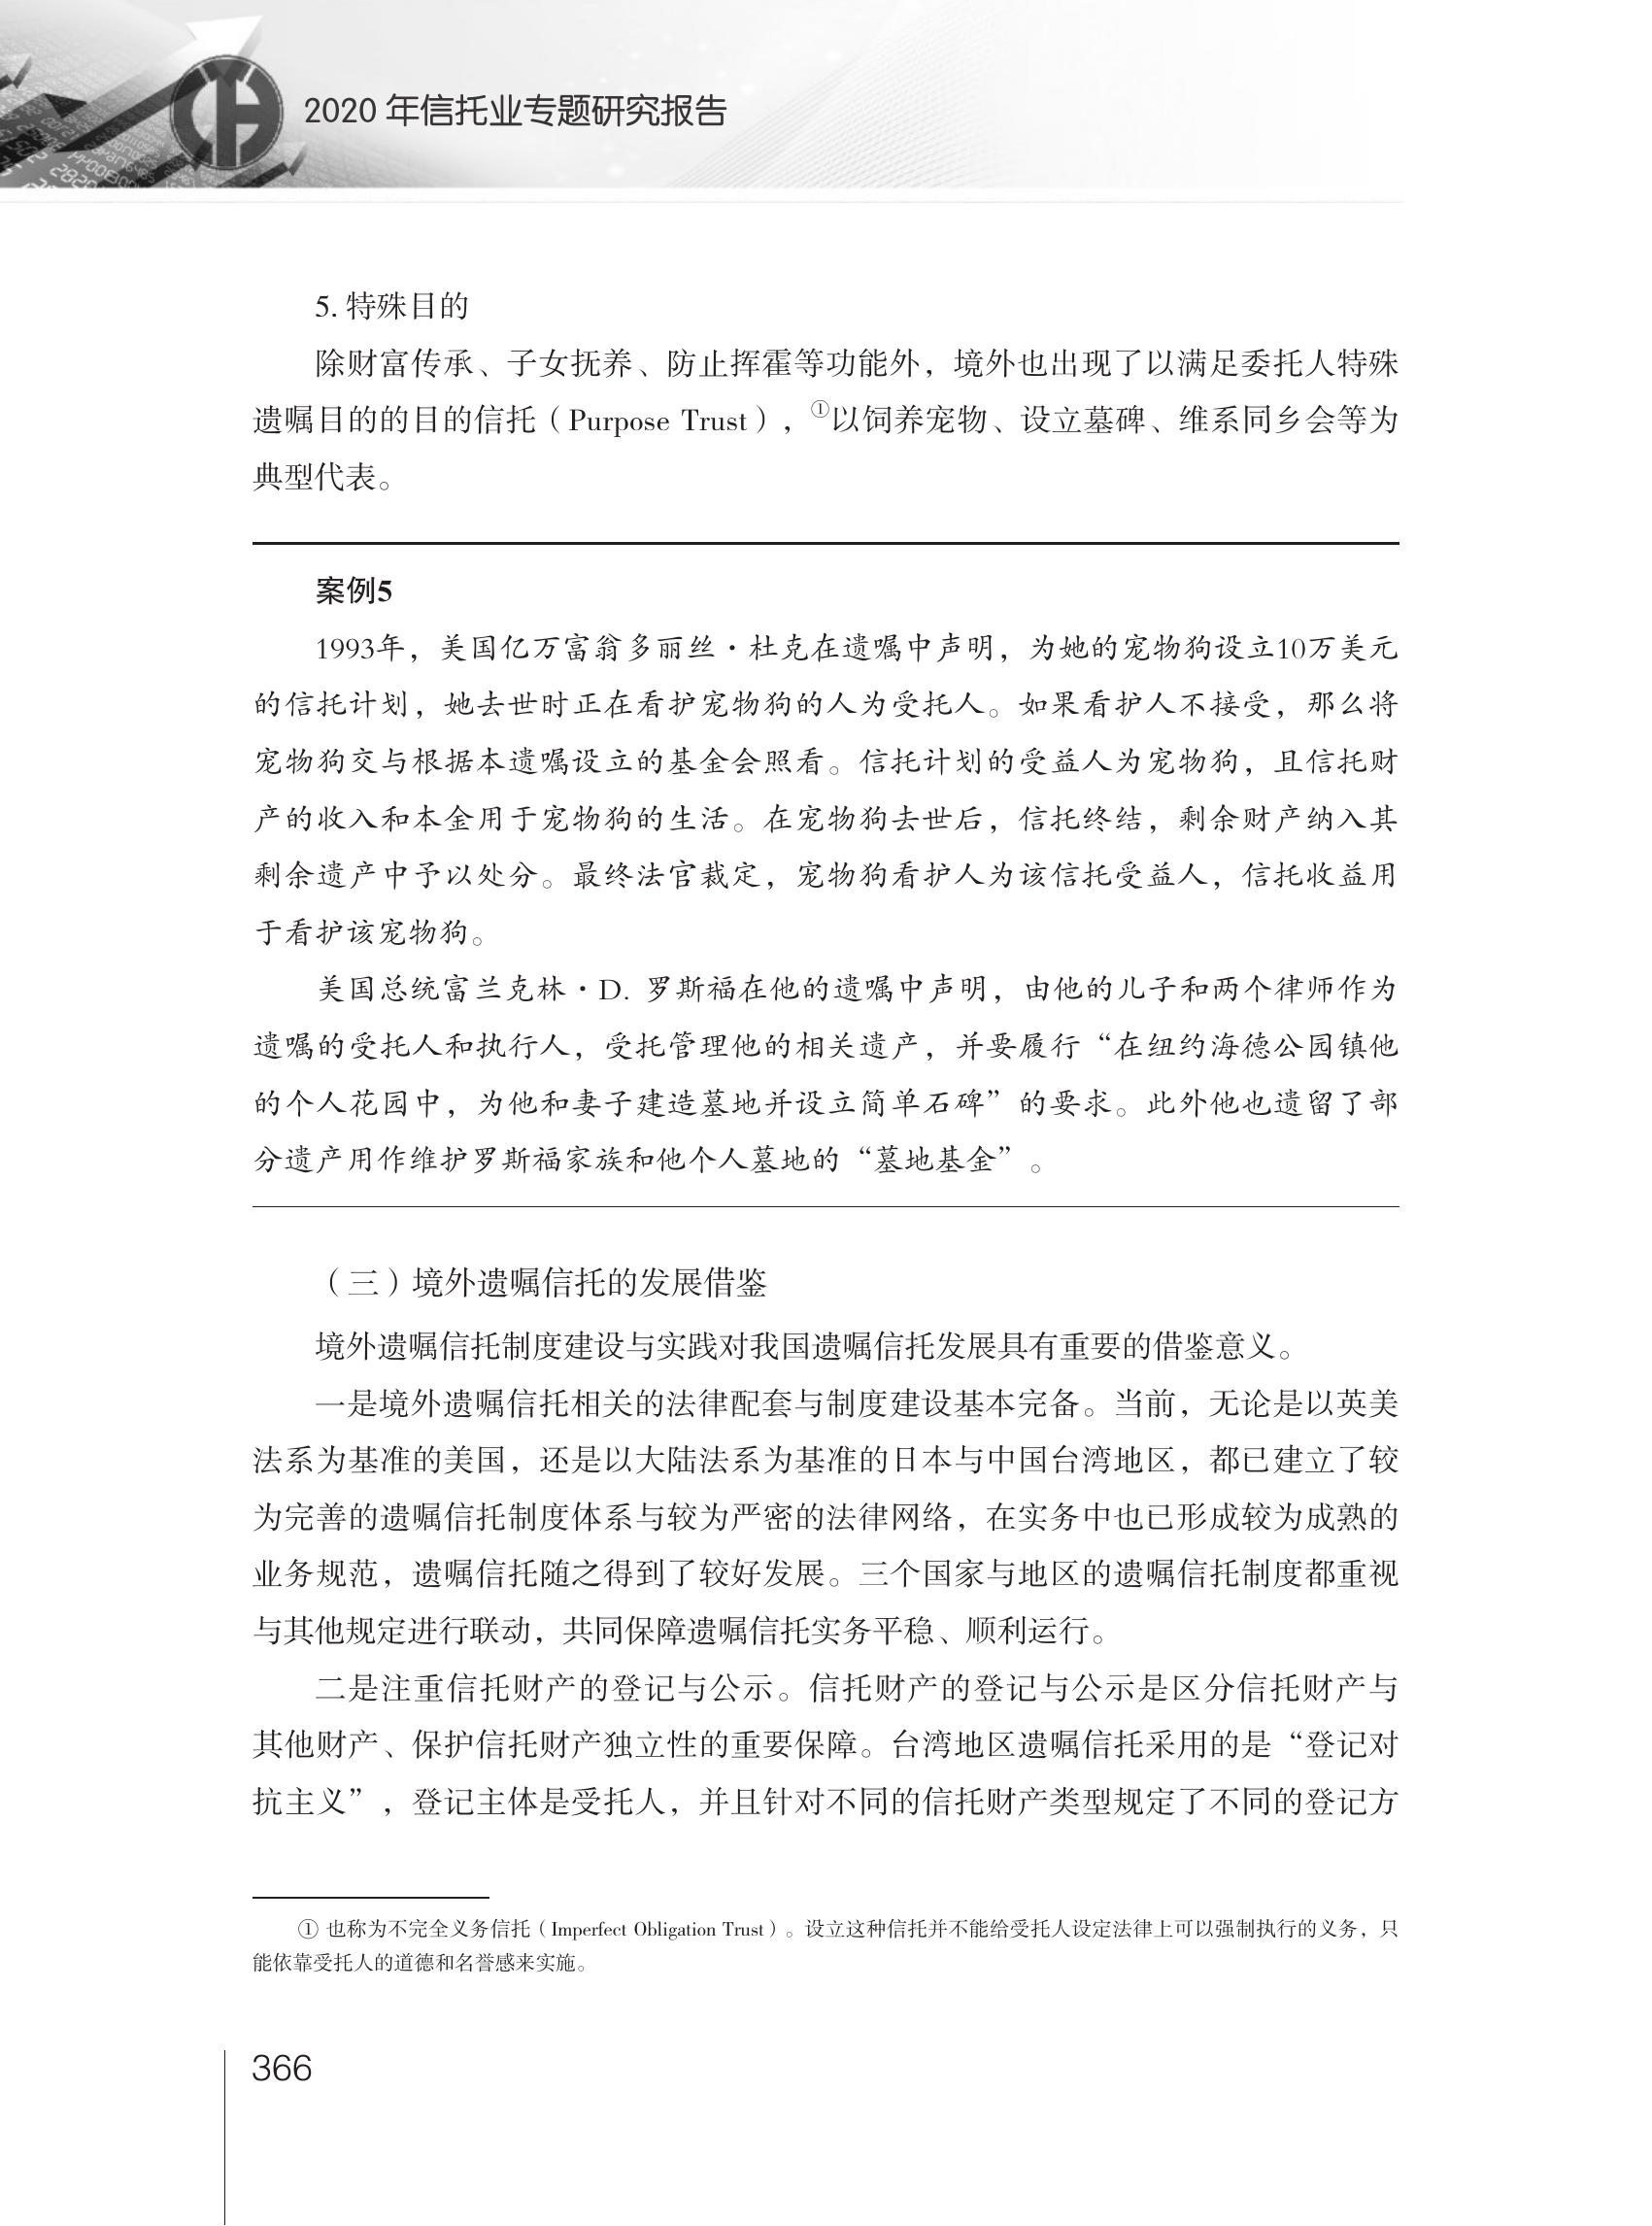 2020 年信托业专题研究报告
5. 特殊目的
除财富传承、子女抚养、防止挥霍等功能外，境外也出现了以满足委托人特殊
遗嘱目的的目的信托（Purpose Trust），①以饲养宠物、设立墓碑、维系同乡会等为
典型代表。
案例5
1993年，美国亿万富翁多丽丝·杜克在遗嘱中声明，为她的宠物狗设立10万美元
的信托计划，她去世时正在看护宠物狗的人为受托人。如果看护人不接受，那么将
宠物狗交与根据本遗嘱设立的基金会照看。信托计划的受益人为宠物狗，且信托财
产的收入和本金用于宠物狗的生活。在宠物狗去世后，信托终结，剩余财产纳入其
剩余遗产中予以处分。最终法官裁定，宠物狗看护人为该信托受益人，信托收益用
于看护该宠物狗。
美国总统富兰克林·D. 罗斯福在他的遗嘱中声明，由他的儿子和两个律师作为
遗嘱的受托人和执行人，受托管理他的相关遗产，并要履行“在纽约海德公园镇他
的个人花园中，为他和妻子建造墓地并设立简单石碑”的要求。此外他也遗留了部
分遗产用作维护罗斯福家族和他个人墓地的“墓地基金”。
（三）境外遗嘱信托的发展借鉴
境外遗嘱信托制度建设与实践对我国遗嘱信托发展具有重要的借鉴意义。
一是境外遗嘱信托相关的法律配套与制度建设基本完备。当前，无论是以英美
法系为基准的美国，还是以大陆法系为基准的日本与中国台湾地区，都已建立了较
为完善的遗嘱信托制度体系与较为严密的法律网络，在实务中也已形成较为成熟的
业务规范，遗嘱信托随之得到了较好发展。三个国家与地区的遗嘱信托制度都重视
与其他规定进行联动，共同保障遗嘱信托实务平稳、顺利运行。
二是注重信托财产的登记与公示。信托财产的登记与公示是区分信托财产与
其他财产、保护信托财产独立性的重要保障。台湾地区遗嘱信托采用的是“登记对
抗主义”，登记主体是受托人，并且针对不同的信托财产类型规定了不同的登记方
① 也称为不完全义务信托（Imperfect Obligation Trust）。设立这种信托并不能给受托人设定法律上可以强制执行的义务，只
能依靠受托人的道德和名誉感来实施。
366